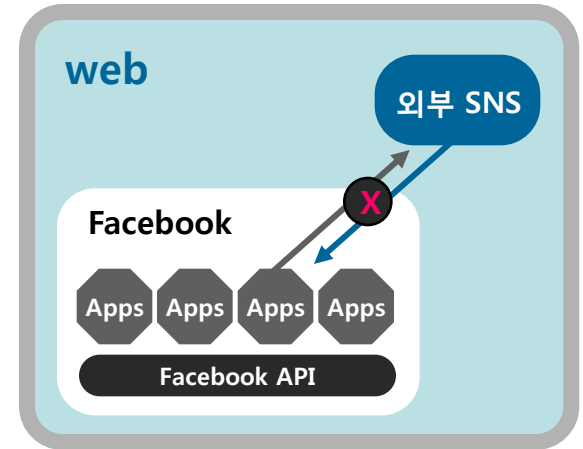 web
외부 SNS
X
Facebook
Apps Apps Apps Apps
Facebook API